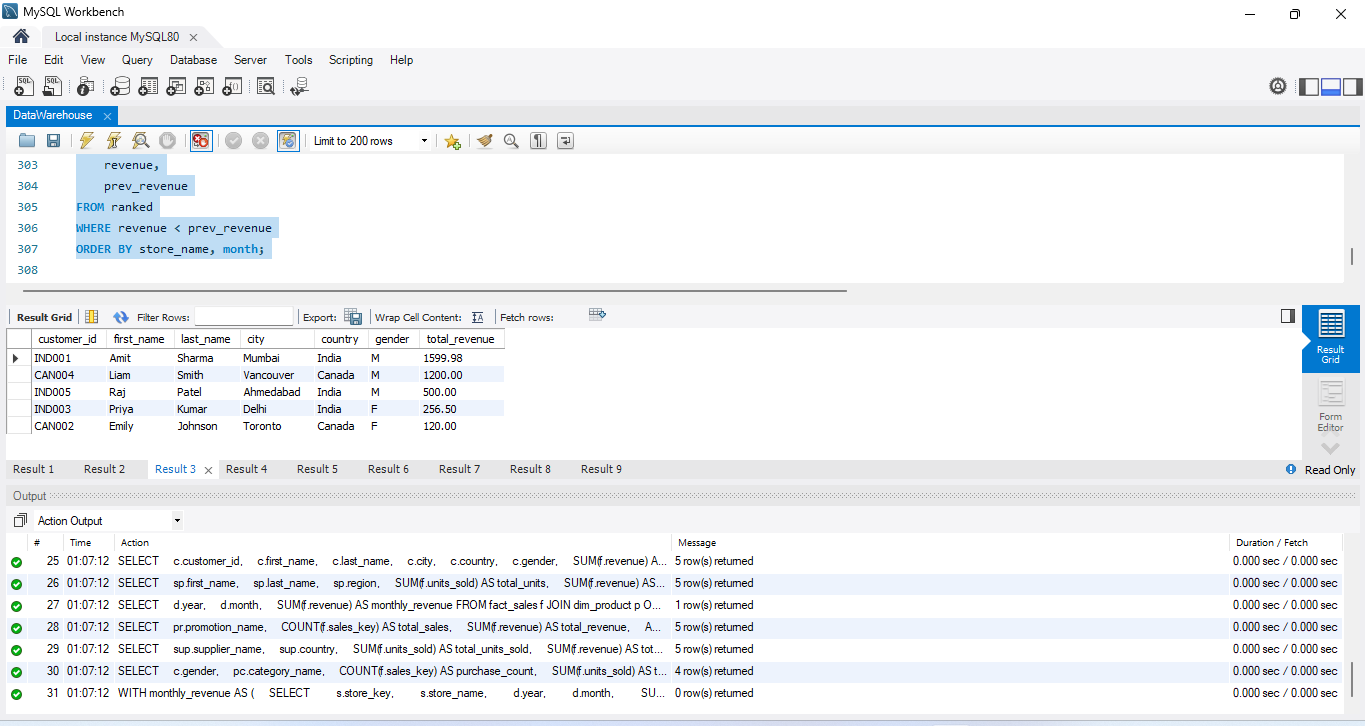 MySQL Workbench
Local instance MySQL80
File Edit View Query Database Server Tools Scripting Help
DataWarehouse
Limit to 200 rows
303 revenue,
304 prev_revenue
305 FROM ranked
306 WHERE revenue < prev_revenue
307 ORDER BY store_name, month;
308
Result Grid Filter Rows: Export: Wrap Cell Content: Fetch rows:
customer_id first_name last_name city country gender total_revenue
IND001 Amit Sharma Mumbai India M 1599.98
CAN004 Liam Smith Vancouver Canada M 1200.00
IND005 Raj Patel Ahmedabad India M 500.00
IND003 Priya Kumar Delhi India F 256.50
CAN002 Emily Johnson Toronto Canada F 120.00
Result
Grid
Form
Editor
Result 1 Result 2 Result 3 Result 4 Result 5 Result 6 Result 7 Result 8 Result 9 Read Only
Output
Action Output
# Time Action Message Duration / Fetch
25 01:07:12 SELECT c.customer_id, c.first_name, c.last_name, c.city, c.country, c.gender, SUM(f.revenue) A... 5 row(s) returned 0.000 sec / 0.000 sec
26 01:07:12 SELECT sp.first_name, sp.last_name, sp.region, SUM(f.units_sold) AS total_units, SUM(f.revenue) AS... 5 row(s) returned 0.000 sec / 0.000 sec
27 01:07:12 SELECT d.year, d.month, SUM(f.revenue) AS monthly_revenue FROM fact_sales f JOIN dim_product p O... 1 row(s) returned 0.000 sec / 0.000 sec
28 01:07:12 SELECT pr.promotion_name, COUNT(f.sales_key) AS total_sales, SUM(f.revenue) AS total_revenue, A... 5 row(s) returned 0.000 sec / 0.000 sec
29 01:07:12 SELECT sup.supplier_name, sup.country, SUM(f.units_sold) AS total_units_sold, SUM(f.revenue) AS tot... 5 row(s) returned 0.000 sec / 0.000 sec
30 01:07:12 SELECT c.gender, pc.category_name, COUNT(f.sales_key) AS purchase_count, SUM(f.units_sold) AS t... 4 row(s) returned 0.000 sec / 0.000 sec
31 01:07:12 WITH monthly_revenue AS ( SELECT s.store_key, s.store_name, d.year, d.month, SU... 0 row(s) returned 0.000 sec / 0.000 sec